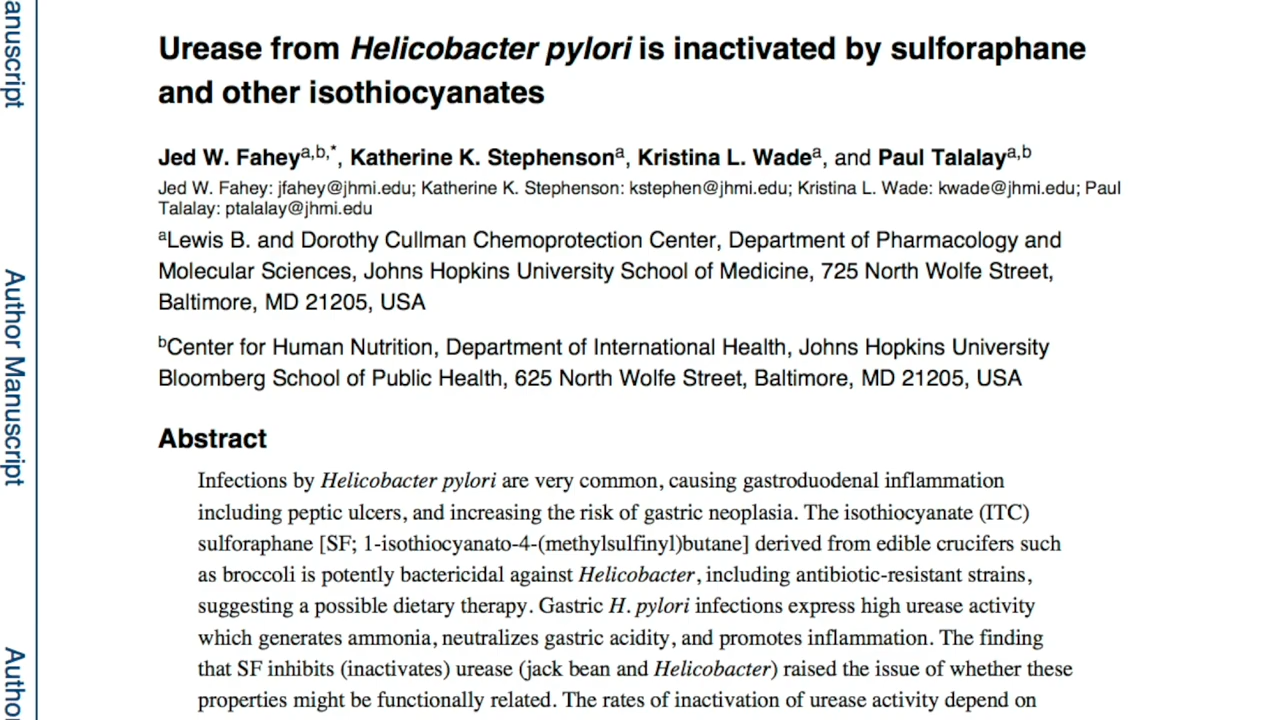 Urease from Helicobacter pylori is inactivated by sulforaphane
and other isothiocyanates
Jed W. Faheya,b,*, Katherine K. Stephensona, Kristina L. Wadea, and Paul Talalaya,b
Jed W. Fahey: jfahey@jhmi.edu; Katherine K. Stephenson: kstephen@jhmi.edu; Kristina L. Wade: kwade@jhmi.edu; Paul
Talalay: ptalalay@jhmi.edu
aLewis B. and Dorothy Cullman Chemoprotection Center, Department of Pharmacology and
Molecular Sciences, Johns Hopkins University School of Medicine, 725 North Wolfe Street,
Baltimore, MD 21205, USA
bCenter for Human Nutrition, Department of International Health, Johns Hopkins University
Bloomberg School of Public Health, 625 North Wolfe Street, Baltimore, MD 21205, USA
Abstract
Infections by Helicobacter pylori are very common, causing gastroduodenal inflammation
including peptic ulcers, and increasing the risk of gastric neoplasia. The isothiocyanate (ITC)
sulforaphane [SF; 1-isothiocyanato-4-(methylsulfinyl)butane] derived from edible crucifers such
as broccoli is potently bactericidal against Helicobacter, including antibiotic-resistant strains,
suggesting a possible dietary therapy. Gastric H. pylori infections express high urease activity
which generates ammonia, neutralizes gastric acidity, and promotes inflammation. The finding
that SF inhibits (inactivates) urease (jack bean and Helicobacter) raised the issue of whether these
properties might be functionally related. The rates of inactivation of urease activity depend on
anuscript
Author Manuscript
Autho